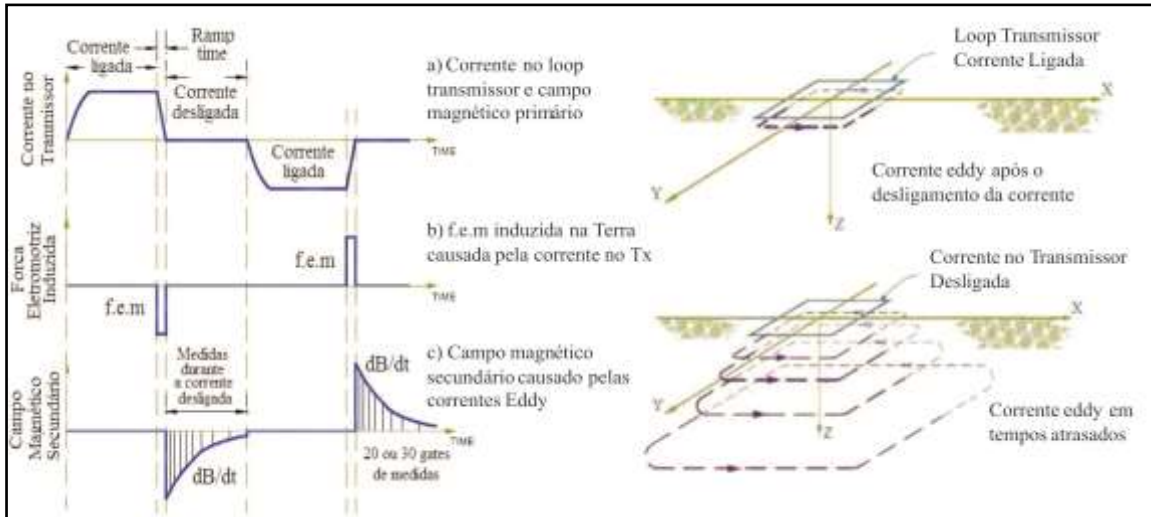 Corrente
ligada
Ramp
time
Corrente
desligada
Corrente no
Tranmissor
Corrente
ligada
TIME
a) Corrente no loop
transmissor e campo
magnético primário
Força
Eletromotriz
Induzida
f.e.m
f.e.m
TIME
b) f.e.m induzida na Terra
causada pela corrente no Tx
Campo
Magnético
Secundário
Medidas
durante
a corrente
desligada
dB/dt
dB/dt
TIME
20 ou 30 gates
de medidas
c) Campo magnético
secundário causado pelas
correntes Eddy
Loop Transmissor
Corrente Ligada
X
Y
Z
Corrente eddy após o
desligamento da corrente
Corrente no Transmissor
Desligada
X
Y
Z
Corrente eddy em
tempos atrasados